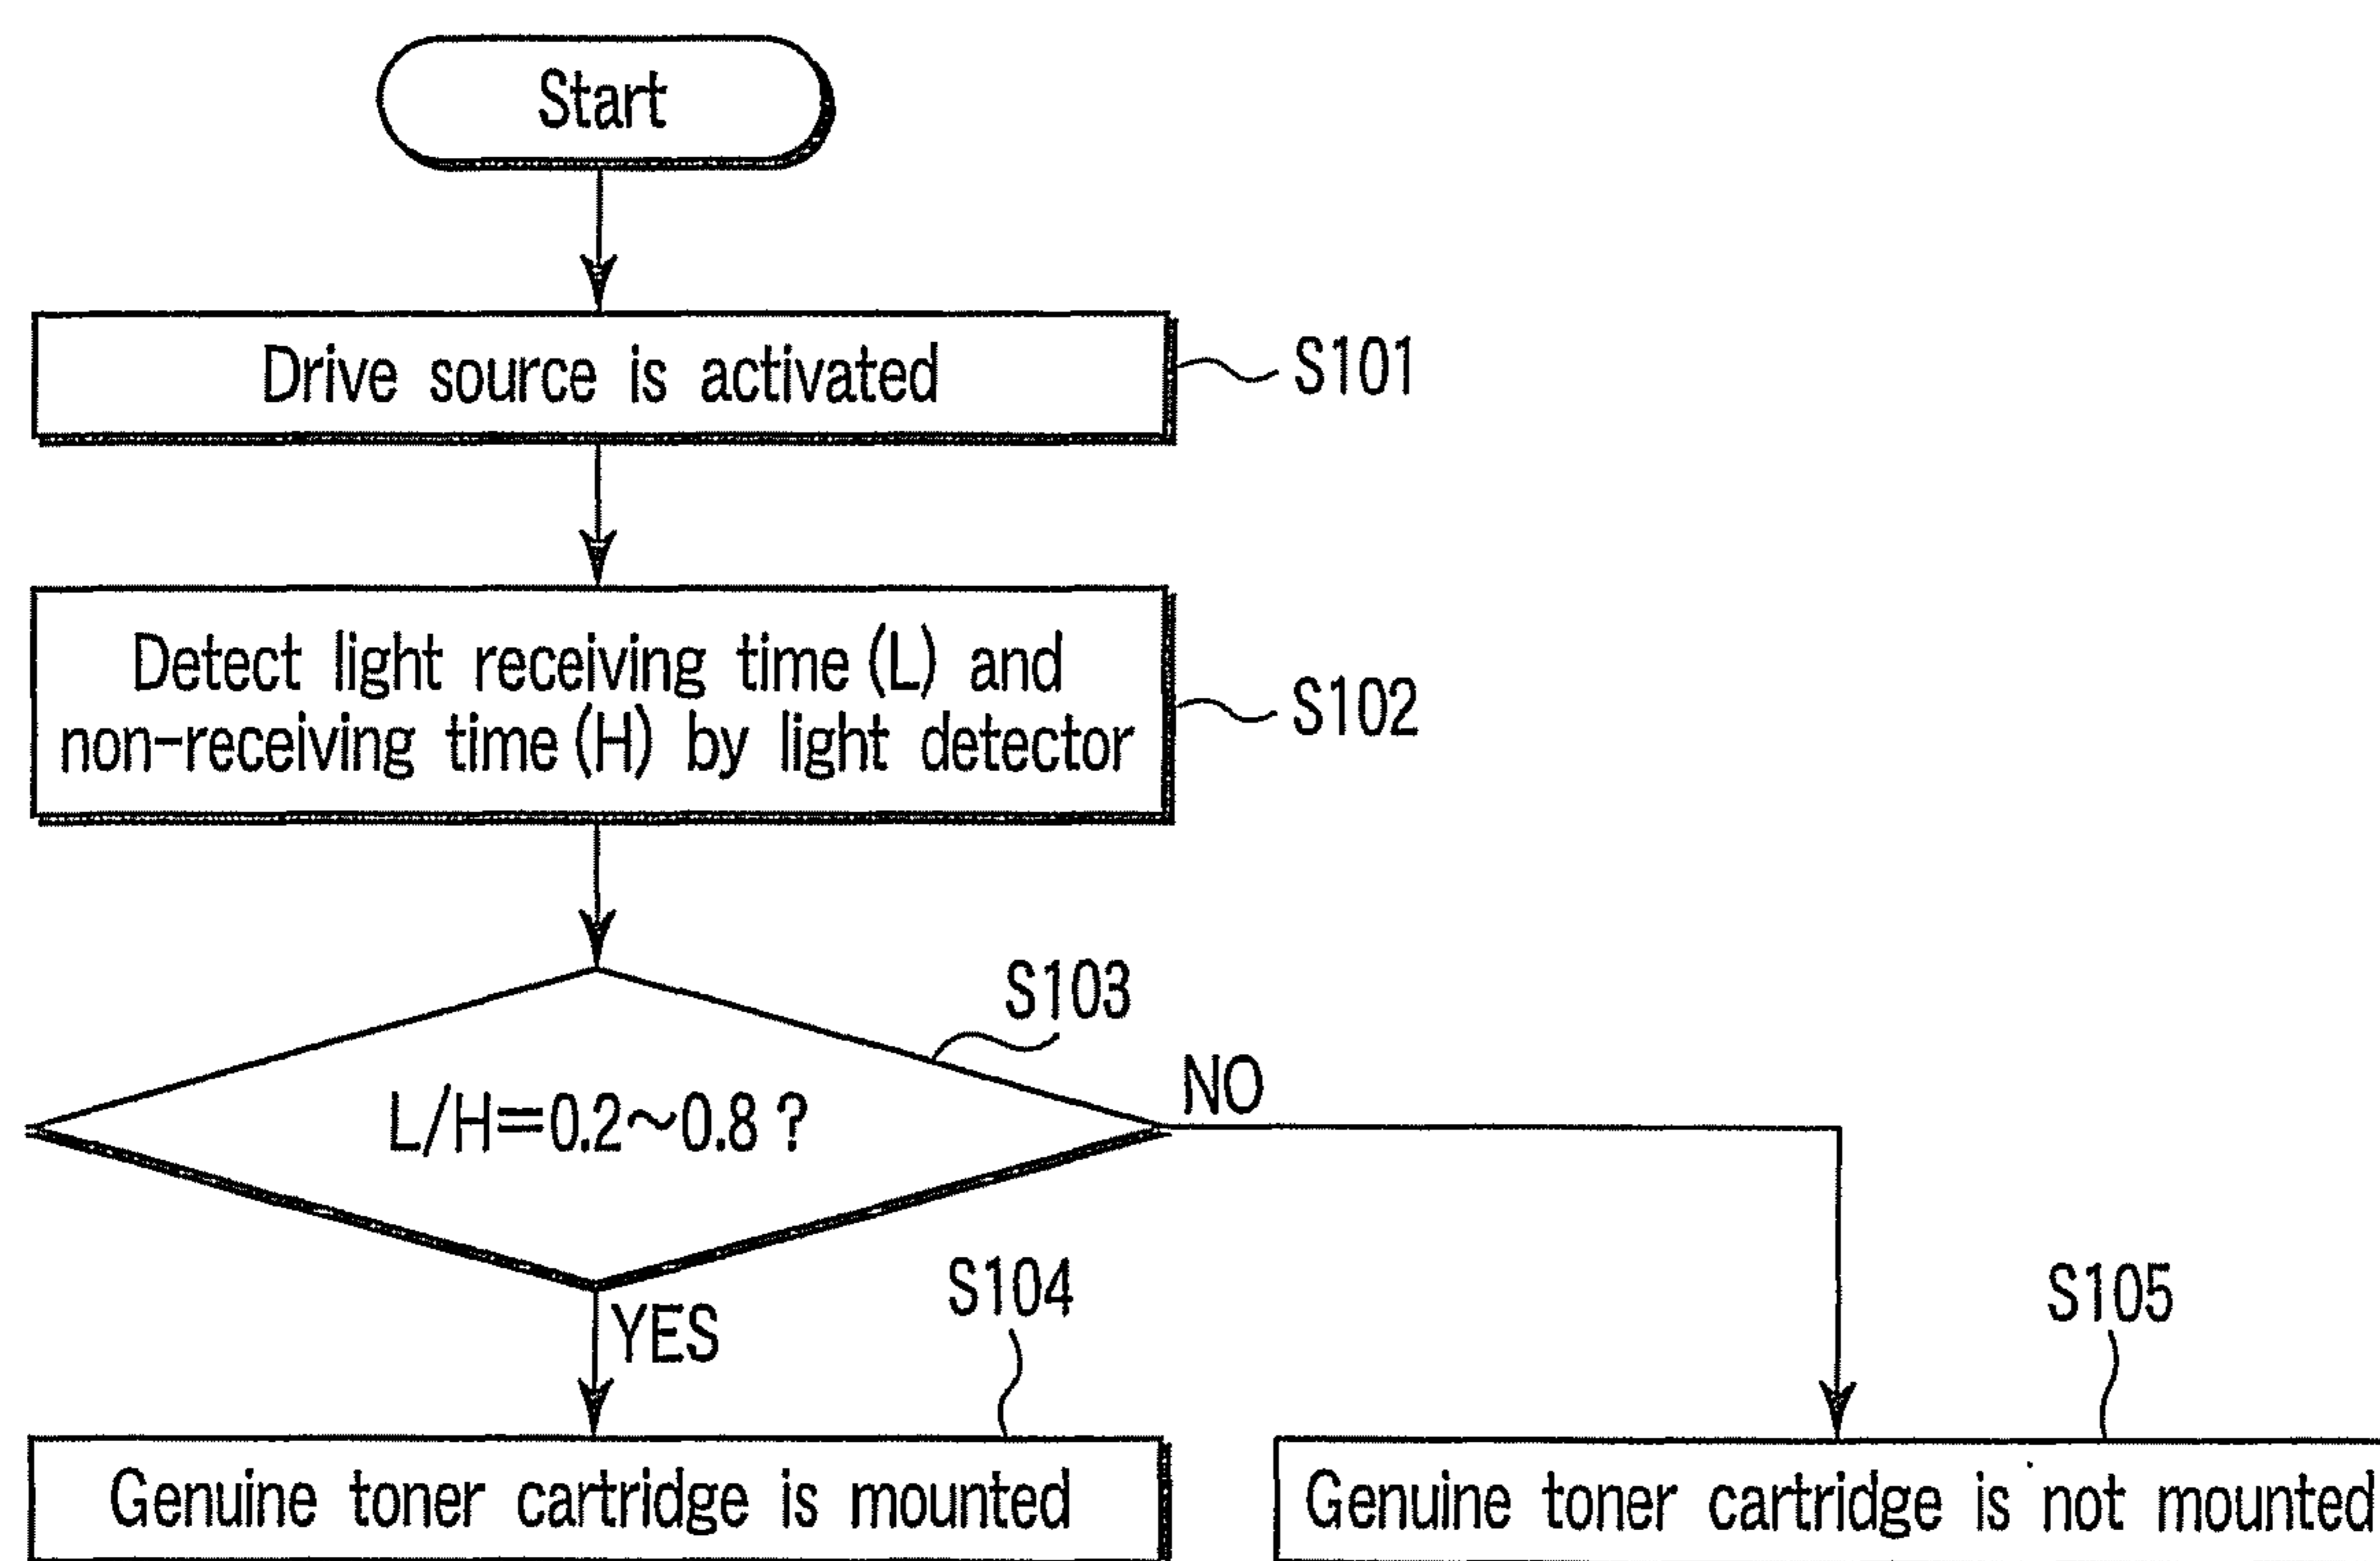 Start
Drive source is activated
S101
Detect light receiving time (L) and
non-receiving time (H) by light detector
S102
S103
L/H=0.2~0.8 ?
NO
YES
S104
Genuine toner cartridge is mounted
S105
Genuine toner cartridge is not mounted